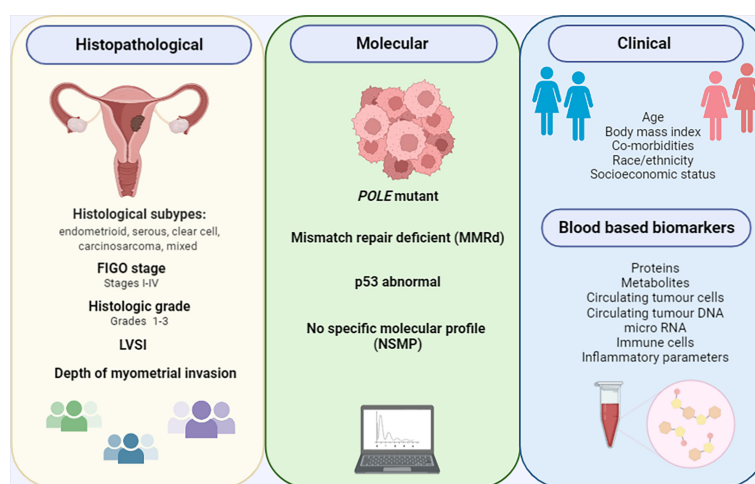 Histopathological
Histological subypes:
endometrioid, serous, clear cell,
carcinosarcoma, mixed
FIGO stage
Stages I-IV
Histologic grade
Grades 1-3
LVSI
Depth of myometrial invasion
Molecular
POLE mutant
Mismatch repair deficient (MMRd)
p53 abnormal
No specific molecular profile
(NSMP)
Clinical
Age
Body mass index
Co-morbidities
Race/ethnicity
Socioeconomic status
Blood based biomarkers
Proteins
Metabolites
Circulating tumour cells
Circulating tumour DNA
micro RNA
Immune cells
Inflammatory parameters